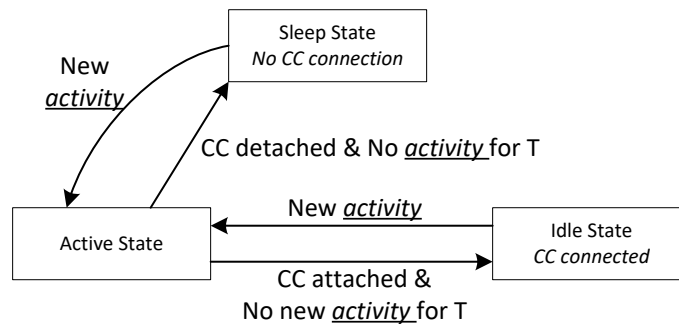 Sleep State
No CC connection
New
activity
CC detached & No activity for T
New activity
Active State
Idle State
CC connected
CC attached &
No new activity for T